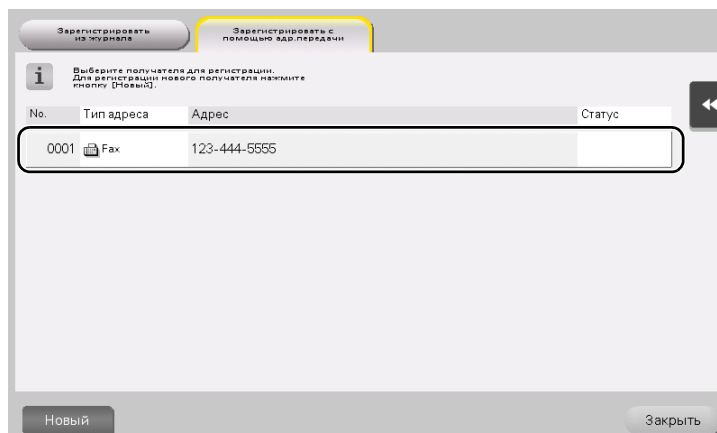 Зарегистрировать
из журнала
Зарегистрировать с
помощью адр.передачи
i
Выберите получателя для регистрации.
Для регистрации нового получателя нажмите
кнопку [Новый].
No. Тип адреса Адрес Статус
0001 Fax 123-444-5555
Новый Закрыть